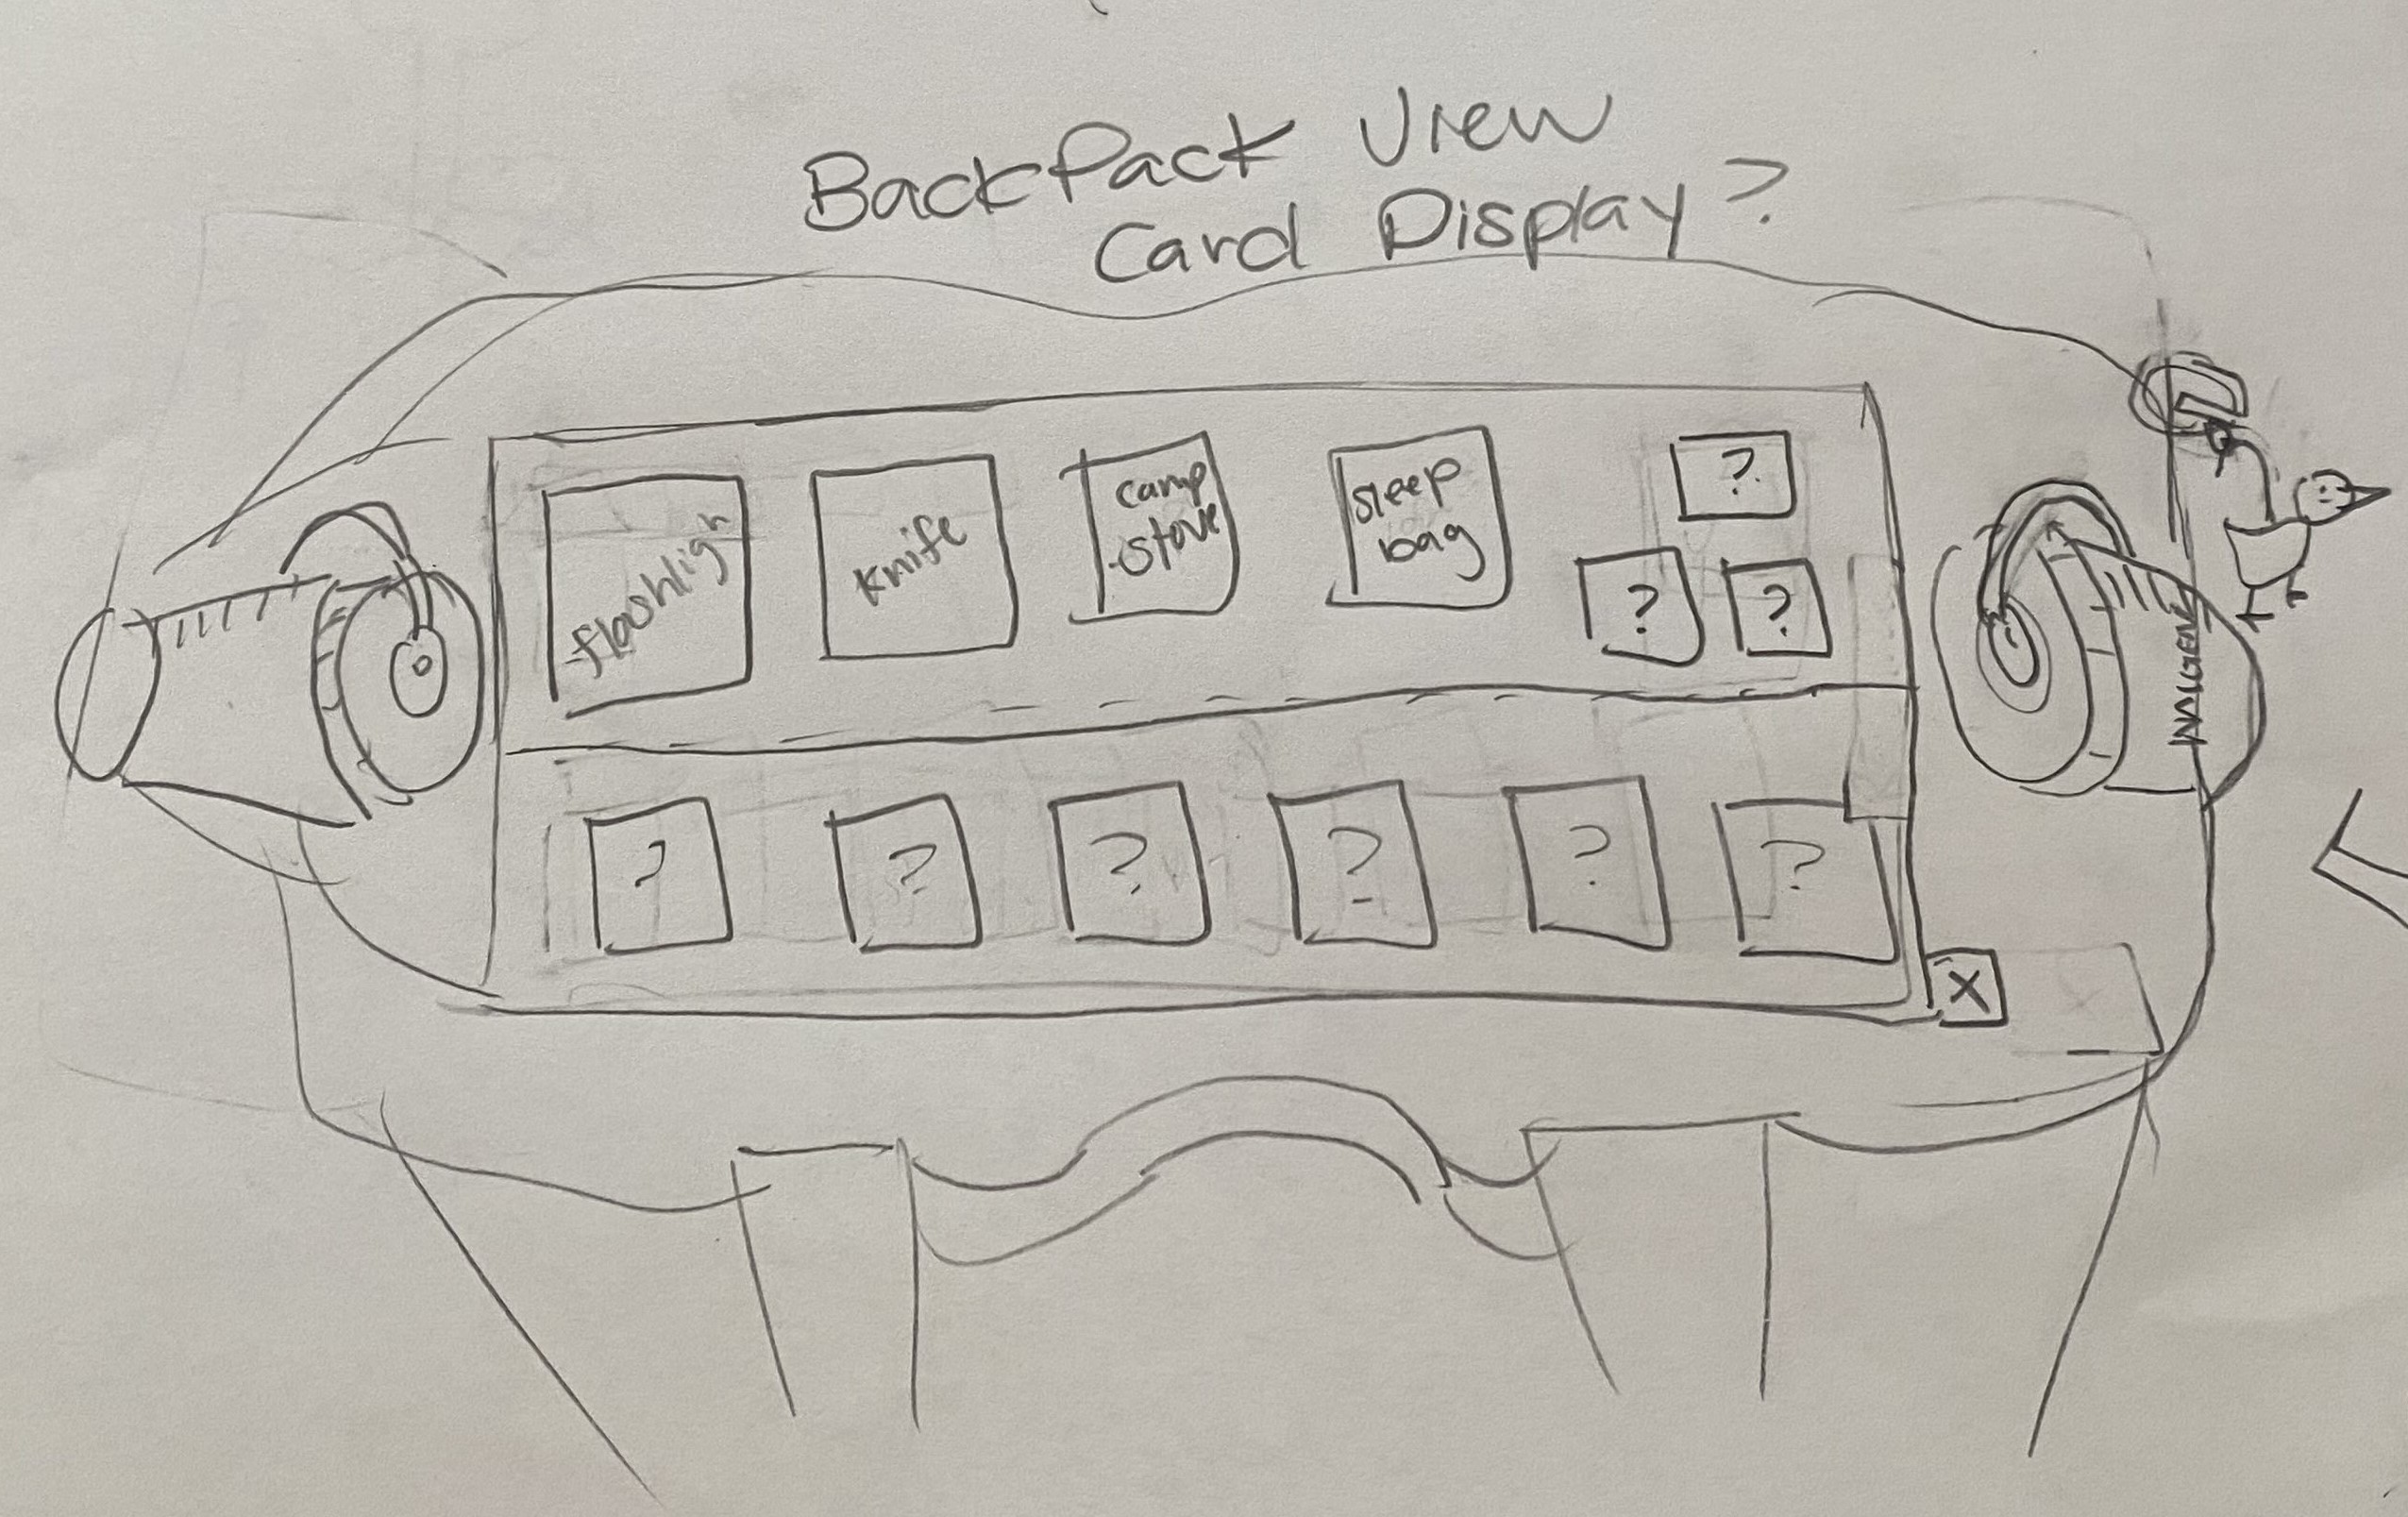 BackPack View
Card Display?
flashligh
knife
camp
stove
sleep
bag
?
? ?
? ? ? ? ? ?
X